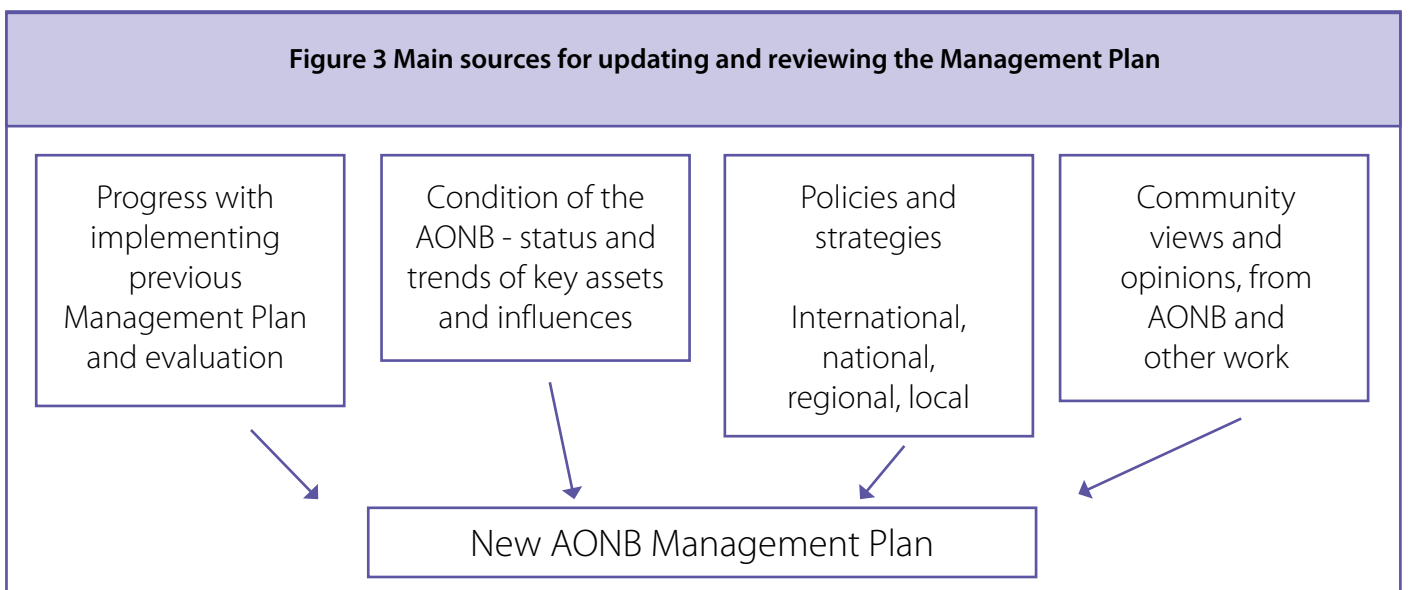 Figure 3 Main sources for updating and reviewing the Management Plan
Progress with
implementing
previous
Management Plan
and evaluation
Condition of the
AONB - status and
trends of key assets
and influences
Policies and
strategies
International,
national,
regional, local
Community
views and
opinions, from
AONB and
other work
New AONB Management Plan